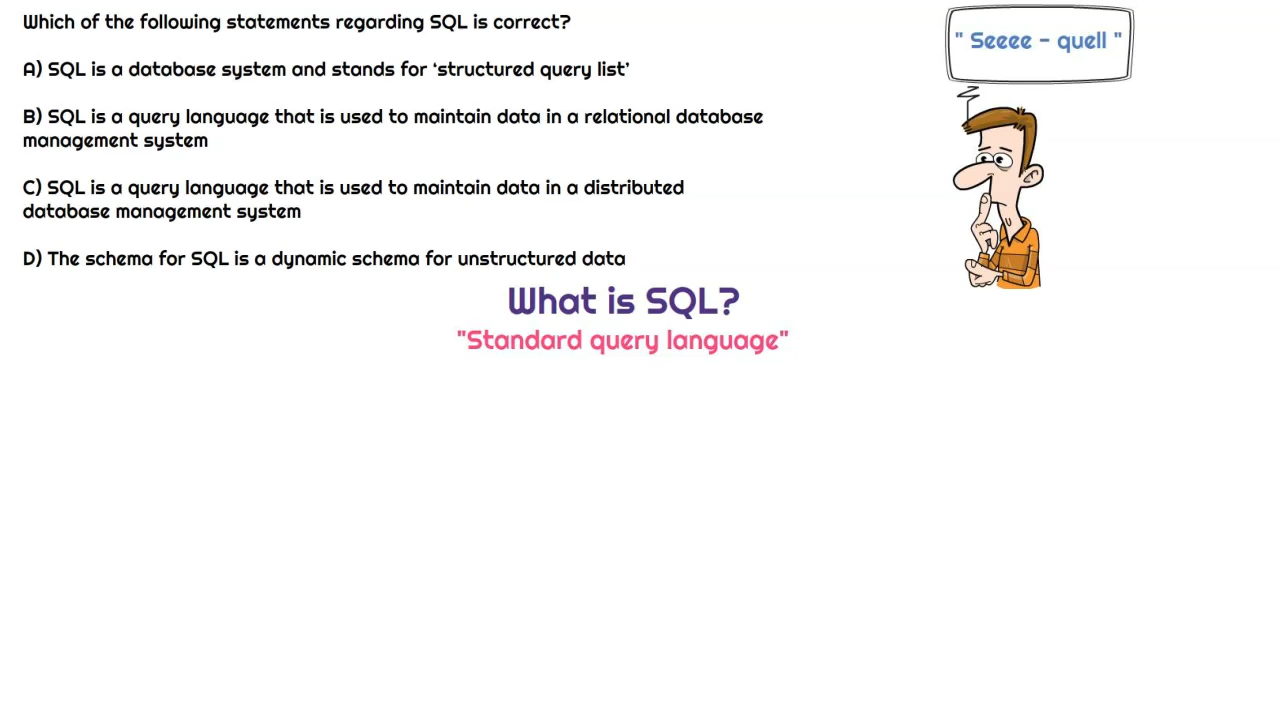 Which of the following statements regarding SQL is correct?
" Seeee - quell "
A) SQL is a database system and stands for ‘structured query list’
B) SQL is a query language that is used to maintain data in a relational database
management system
C) SQL is a query language that is used to maintain data in a distributed
database management system
D) The schema for SQL is a dynamic schema for unstructured data
What is SQL?
"Standard query language"